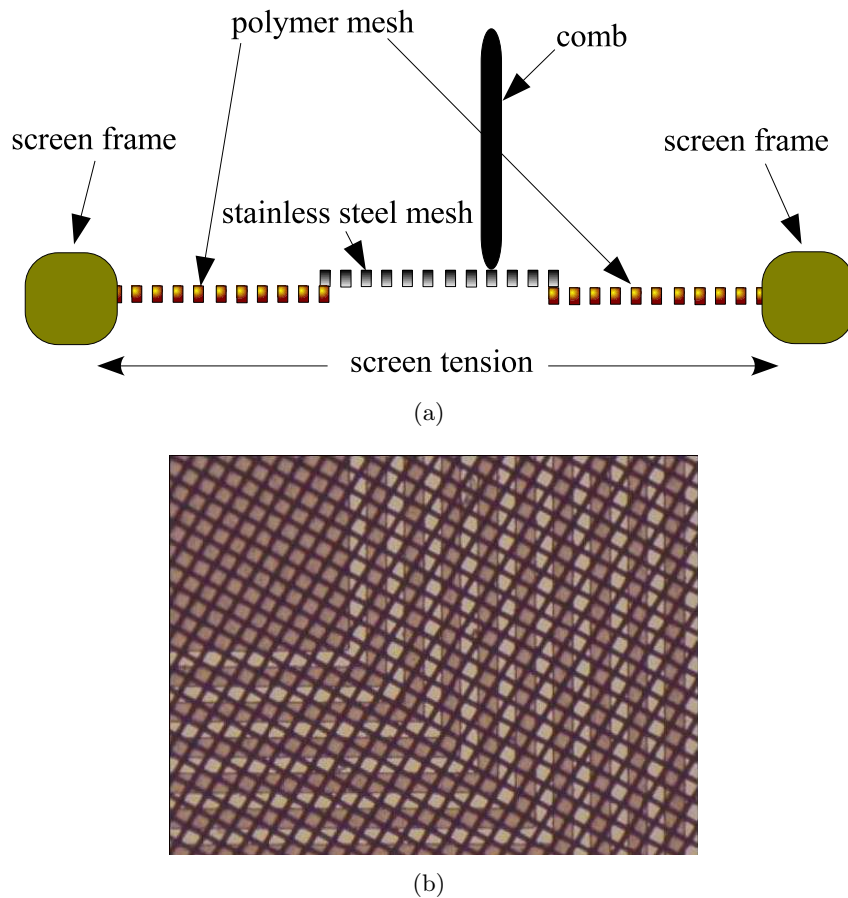 polymer mesh
comb
screen frame
screen frame
stainless steel mesh
screen tension
(a)
(b)